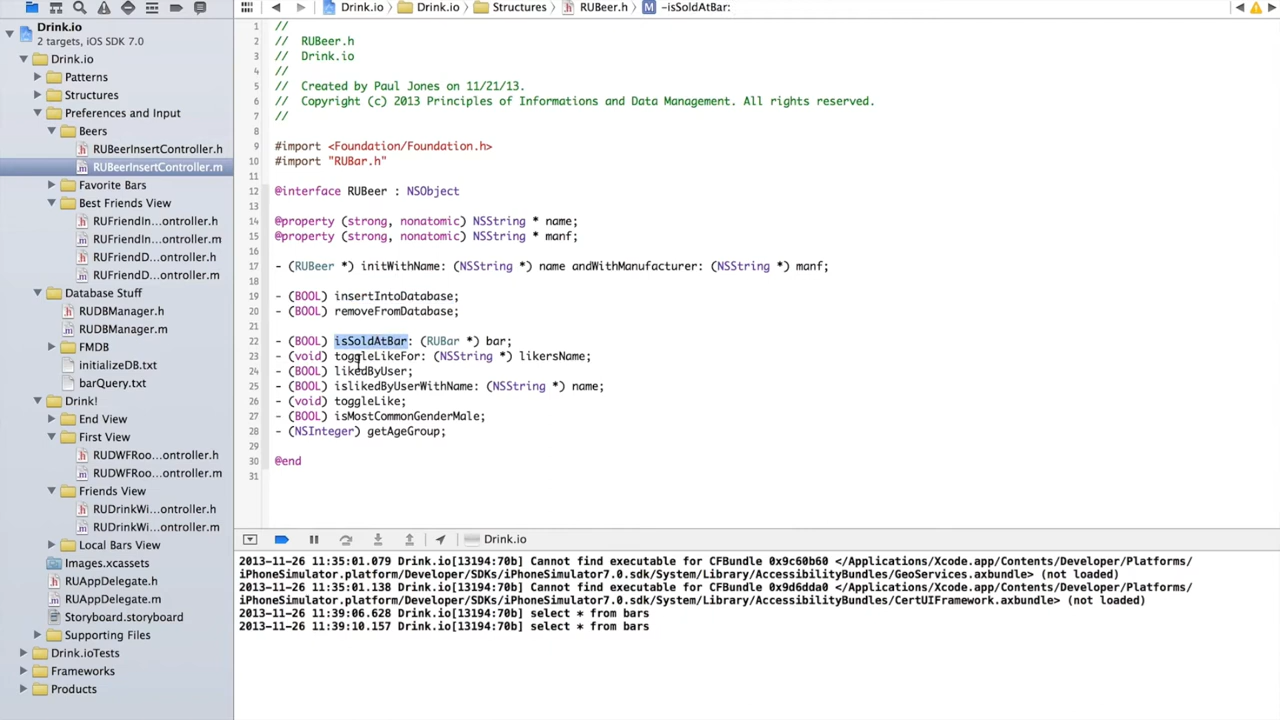 Drink.io
2 targets, iOS SDK 7.0
Drink.io
Patterns
Structures
Preferences and Input
Beers
RUBeerInsertController.h
RUBeerInsertController.m
Favorite Bars
Best Friends View
RUFriendIn...ontroller.h
RUFriendIn...ontroller.m
RUFriendD...ontroller.h
RUFriendD...ontroller.m
Database Stuff
RUDBManager.h
RUDBManager.m
FMDB
initializeDB.txt
barQuery.txt
Drink!
End View
First View
RUDWFRoo...ontroller.h
RUDWFRoo...ontroller.m
Friends View
RUDrinkWi...ontroller.h
RUDrinkWi...ontroller.m
Local Bars View
Images.xcassets
RUAppDelegate.h
RUAppDelegate.m
Storyboard.storyboard
Supporting Files
Drink.ioTests
Frameworks
Products
Drink.io Drink.io Structures RUBeer.h M -isSoldAtBar:
1 //
2 // RUBeer.h
3 // Drink.io
4 //
5 // Created by Paul Jones on 11/21/13.
6 // Copyright (c) 2013 Principles of Informations and Data Management. All rights reserved.
7 //
8
9 #import <Foundation/Foundation.h>
10 #import "RUBar.h"
11
12 @interface RUBeer : NSObject
13
14 @property (strong, nonatomic) NSString * name;
15 @property (strong, nonatomic) NSString * manf;
16
17 - (RUBeer *) initWithName: (NSString *) name andWithManufacturer: (NSString *) manf;
18
19 - (BOOL) insertIntoDatabase;
20 - (BOOL) removeFromDatabase;
21
22 - (BOOL) isSoldAtBar: (RUBar *) bar;
23 - (void) toggleLikeFor: (NSString *) likersName;
24 - (BOOL) likedByUser;
25 - (BOOL) islikedByUserWithName: (NSString *) name;
26 - (void) toggleLike;
27 - (BOOL) isMostCommonGenderMale;
28 - (NSInteger) getAgeGroup;
29
30 @end
31
Drink.io
2013-11-26 11:35:01.079 Drink.io[13194:70b] Cannot find executable for CFBundle 0x9c60b60 </Applications/Xcode.app/Contents/Developer/Platforms/
iPhoneSimulator.platform/Developer/SDKs/iPhoneSimulator7.0.sdk/System/Library/AccessibilityBundles/GeoServices.axbundle> (not loaded)
2013-11-26 11:35:01.138 Drink.io[13194:70b] Cannot find executable for CFBundle 0x9d6dda0 </Applications/Xcode.app/Contents/Developer/Platforms/
iPhoneSimulator.platform/Developer/SDKs/iPhoneSimulator7.0.sdk/System/Library/AccessibilityBundles/CertUIFramework.axbundle> (not loaded)
2013-11-26 11:39:06.628 Drink.io[13194:70b] select * from bars
2013-11-26 11:39:10.157 Drink.io[13194:70b] select * from bars